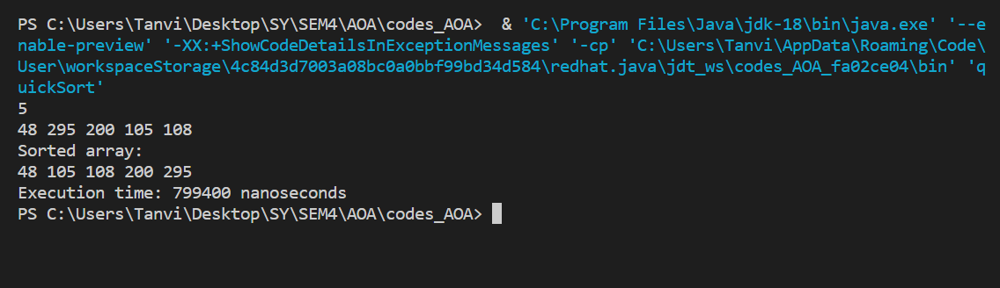 PS C:\Users\Tanvi\Desktop\SY\SEM4\AOA\codes_AOA>  & 'C:\Program Files\Java\jdk-18\bin\java.exe' '--e
nable-preview' '-XX:+ShowCodeDetailsInExceptionMessages' '-cp' 'C:\Users\Tanvi\AppData\Roaming\Code\
User\workspaceStorage\4c84d3d7003a08bc0a0bbf99bd34d584\redhat.java\jdt_ws\codes_AOA_fa02ce04\bin' 'q
uickSort'
5
48 295 200 105 108
Sorted array:
48 105 108 200 295
Execution time: 799400 nanoseconds
PS C:\Users\Tanvi\Desktop\SY\SEM4\AOA\codes_AOA>